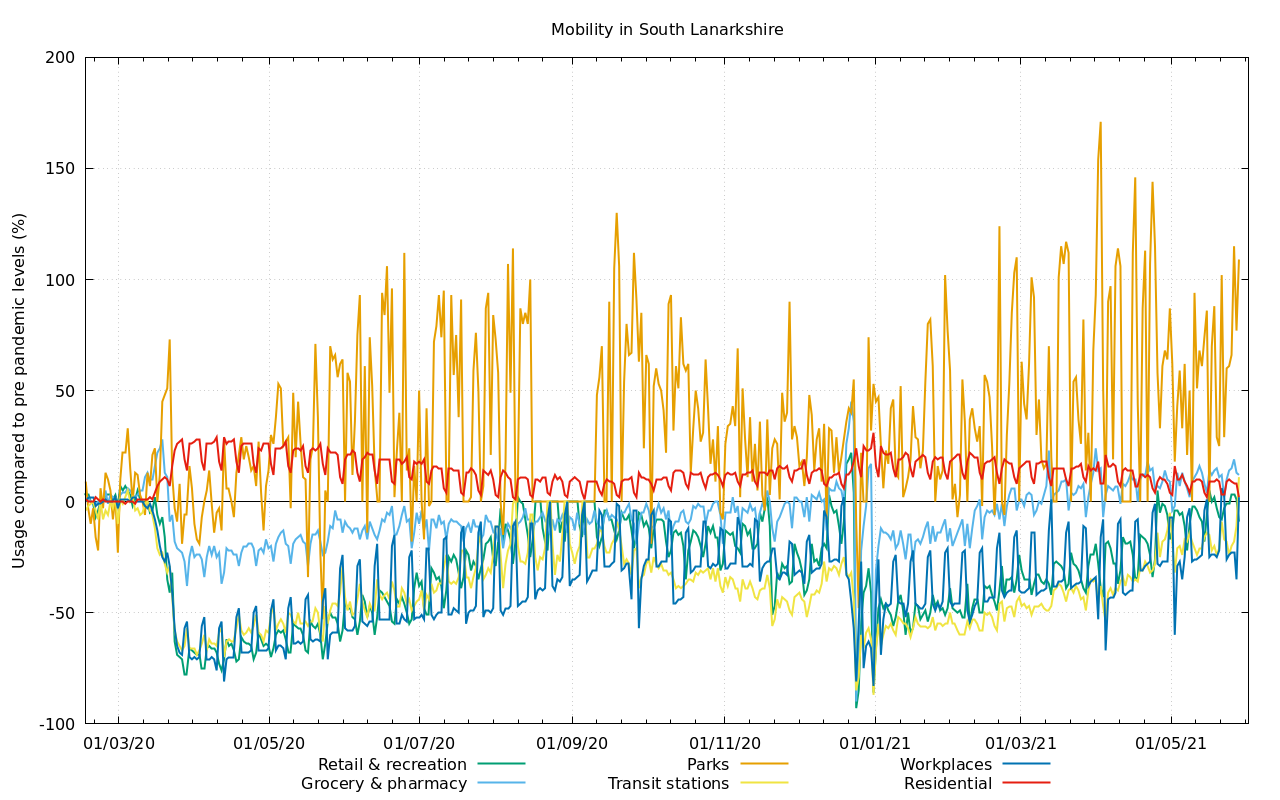 Mobility in South Lanarkshire
Usage compared to pre pandemic levels (%)
200
150
100
50
0
-50
-100
01/03/20 01/05/20 01/07/20 01/09/20 01/11/20 01/01/21 01/03/21 01/05/21
Retail & recreation Parks Workplaces
Grocery & pharmacy Transit stations Residential